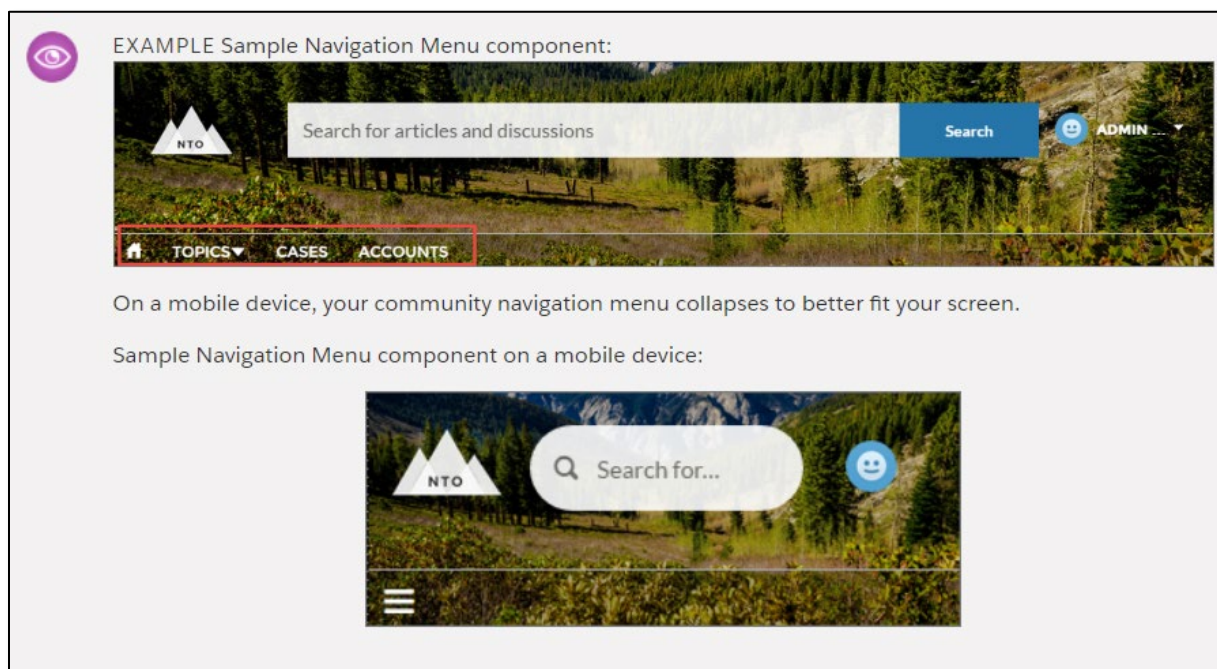 EXAMPLE Sample Navigation Menu component:
NTO
Search for articles and discussions
Search
ADMIN ...
TOPICS
CASES
ACCOUNTS
On a mobile device, your community navigation menu collapses to better fit your screen.
Sample Navigation Menu component on a mobile device:
NTO
Search for...